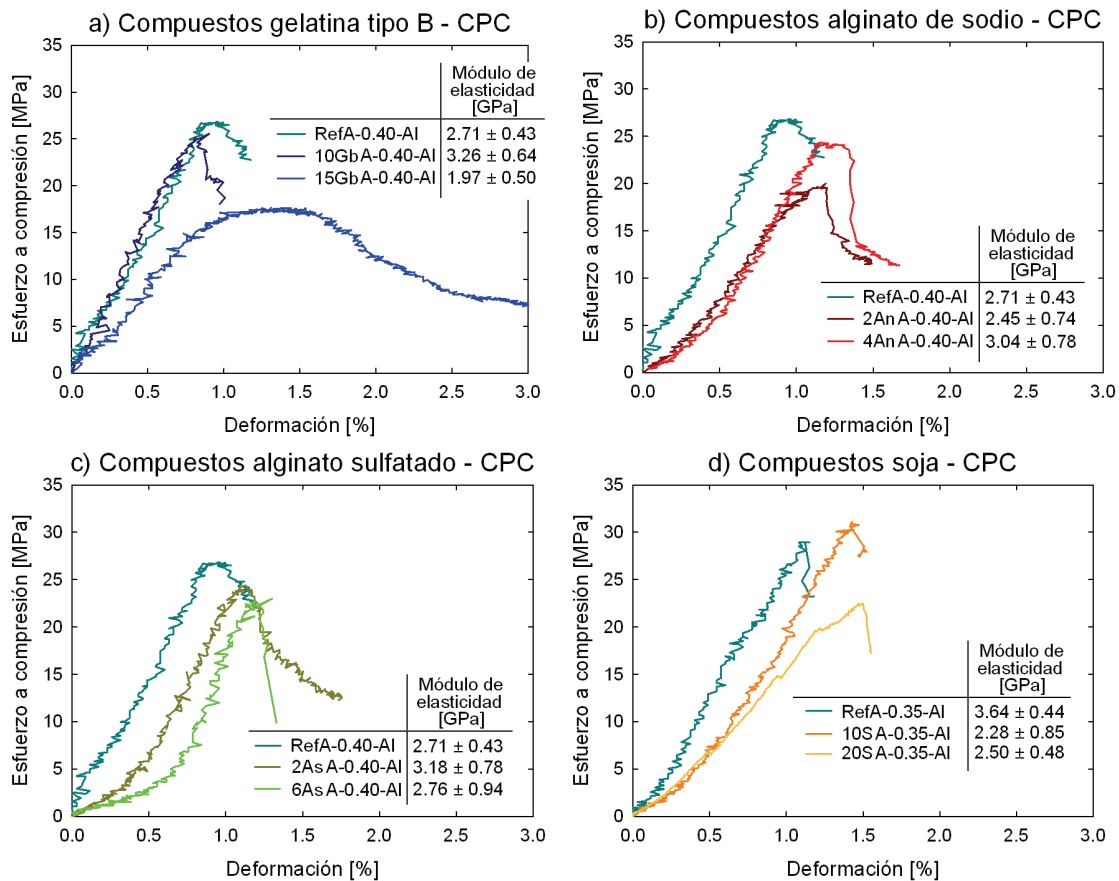 a) Compuestos gelatina tipo B - CPC
Esfuerzo a compresión [MPa]
35
30
25
20
15
10
5
0
Módulo de
elasticidad
[GPa]
RefA-0.40-Al 2.71 ± 0.43
10GbA-0.40-Al 3.26 ± 0.64
15GbA-0.40-Al 1.97 ± 0.50
0.0 0.5 1.0 1.5 2.0 2.5 3.0
Deformación [%]
b) Compuestos alginato de sodio - CPC
Esfuerzo a compresión [MPa]
35
30
25
20
15
10
5
0
Módulo de
elasticidad
[GPa]
RefA-0.40-Al 2.71 ± 0.43
2AnA-0.40-Al 2.45 ± 0.74
4AnA-0.40-Al 3.04 ± 0.78
0.0 0.5 1.0 1.5 2.0 2.5 3.0
Deformación [%]
c) Compuestos alginato sulfatado - CPC
Esfuerzo a compresión [MPa]
35
30
25
20
15
10
5
0
Módulo de
elasticidad
[GPa]
RefA-0.40-Al 2.71 ± 0.43
2AsA-0.40-Al 3.18 ± 0.78
6AsA-0.40-Al 2.76 ± 0.94
0.0 0.5 1.0 1.5 2.0 2.5 3.0
Deformación [%]
d) Compuestos soja - CPC
Esfuerzo a compresión [MPa]
35
30
25
20
15
10
5
0
Módulo de
elasticidad
[GPa]
RefA-0.35-Al 3.64 ± 0.44
10SA-0.35-Al 2.28 ± 0.85
20SA-0.35-Al 2.50 ± 0.48
0.0 0.5 1.0 1.5 2.0 2.5 3.0
Deformación [%]